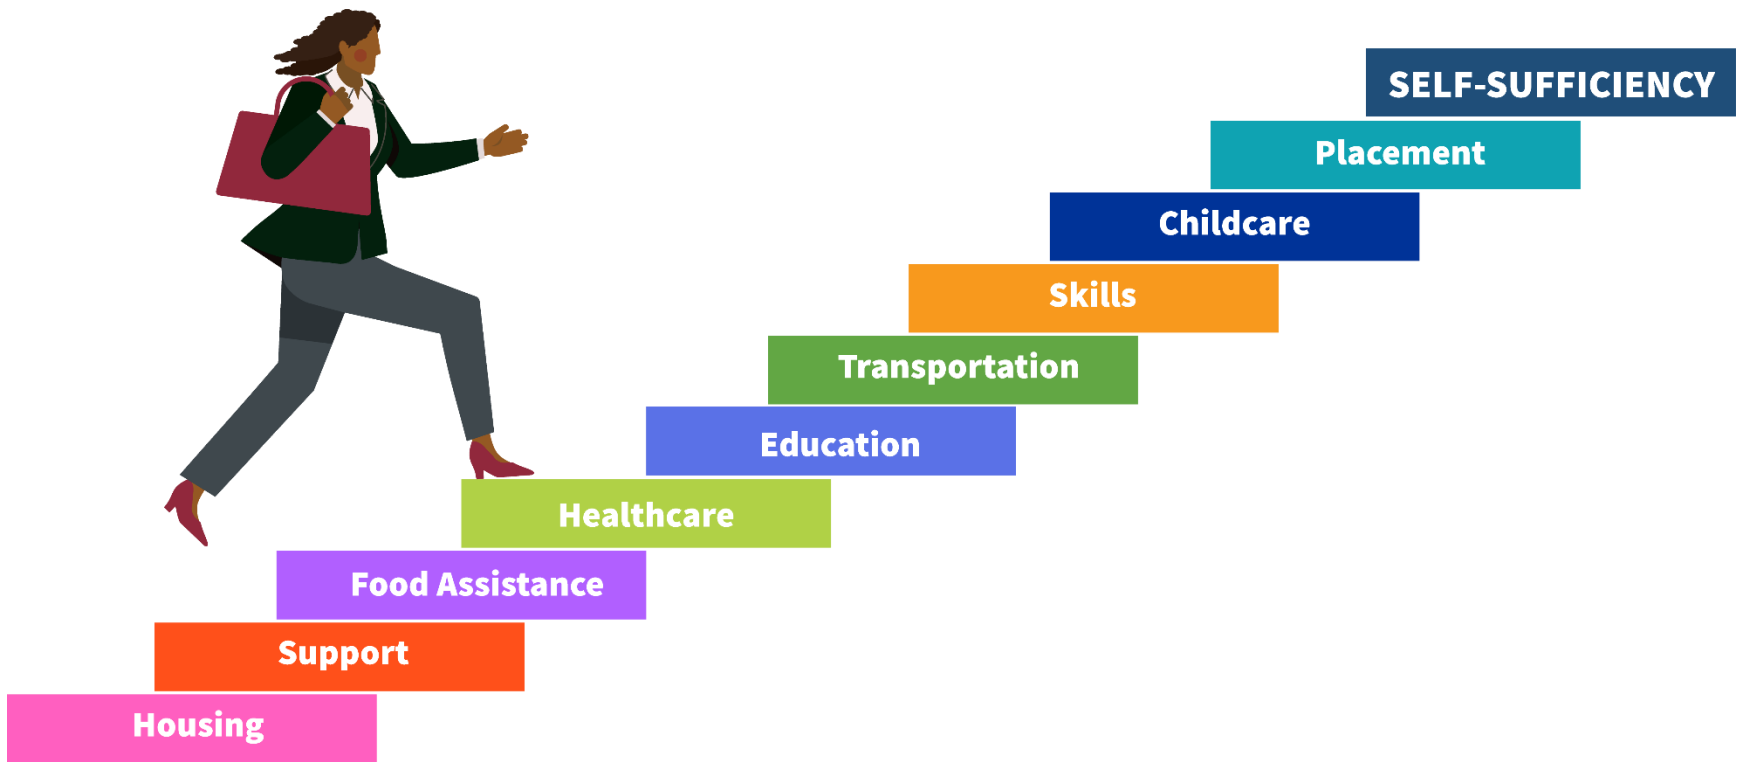 SELF-SUFFICIENCY
Placement
Childcare
Skills
Transportation
Education
Healthcare
Food Assistance
Support
Housing